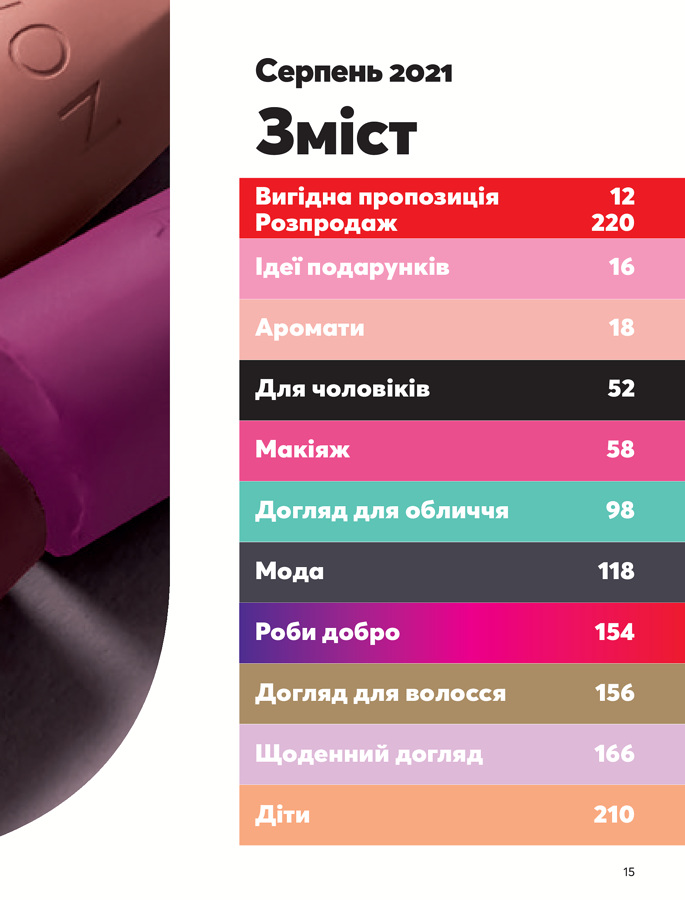 Серпень 2021
Зміст
Вигідна пропозиція 12
Розпродаж 220
Ідеї подарунків 16
Аромати 18
Для чоловіків 52
Макіяж 58
Догляд для обличчя 98
Мода 118
Роби добро 154
Догляд для волосся 156
Щоденний догляд 166
Діти 210
15